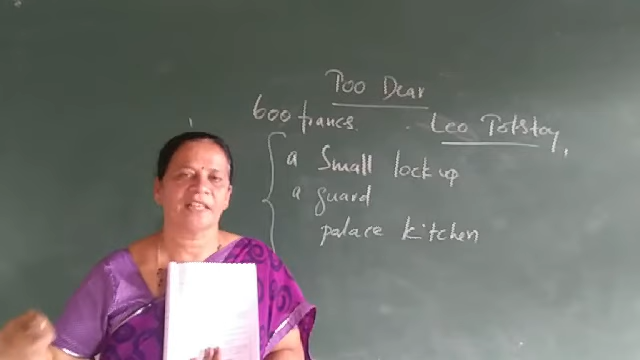 Too Dear
600 francs.
Leo Tolstoy,
a small lock up
a guard
palace kitchen